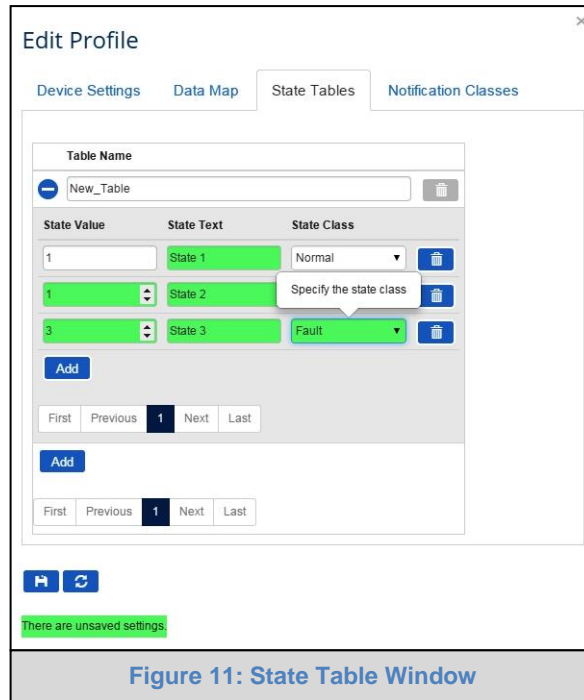 ×
Edit Profile
Device Settings Data Map State Tables Notification Classes
Table Name
New_Table
State Value State Text State Class
1 State 1 Normal
1 State 2
Specify the state class
3 State 3 Fault
Add
First Previous 1 Next Last
Add
First Previous 1 Next Last
There are unsaved settings.
Figure 11: State Table Window